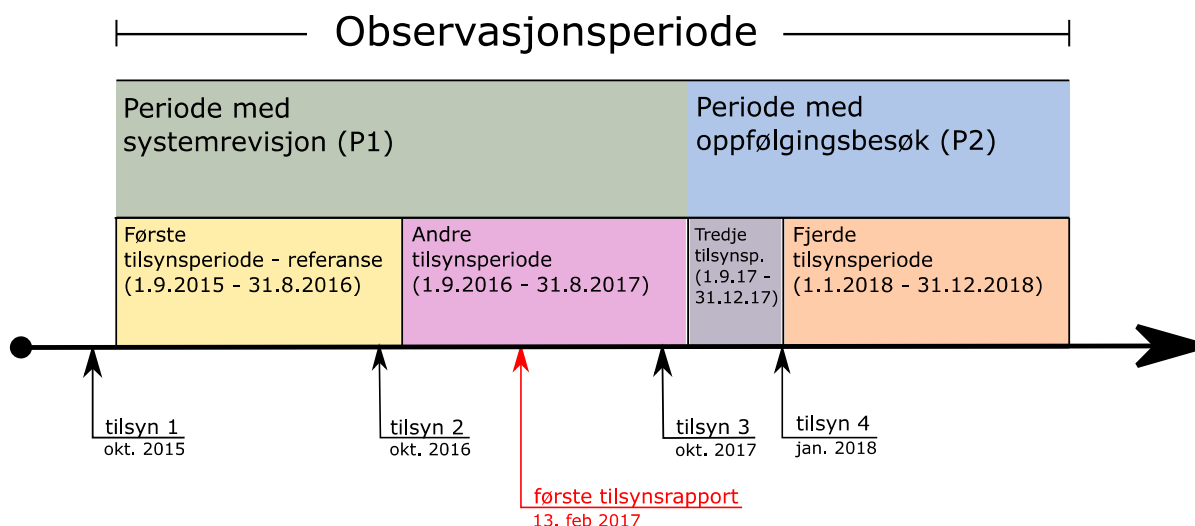 Observasjonsperiode
Periode med
systemrevisjon (P1)
Periode med
oppfølgingsbesøk (P2)
Første
tilsynsperiode - referanse
(1.9.2015 - 31.8.2016)
Andre
tilsynsperiode
(1.9.2016 - 31.8.2017)
Tredje
tilsynsp.
(1.9.17 -
31.12.17)
Fjerde
tilsynsperiode
(1.1.2018 - 31.12.2018)
tilsyn 1
okt. 2015
tilsyn 2
okt. 2016
første tilsynsrapport
13. feb 2017
tilsyn 3
okt. 2017
tilsyn 4
jan. 2018